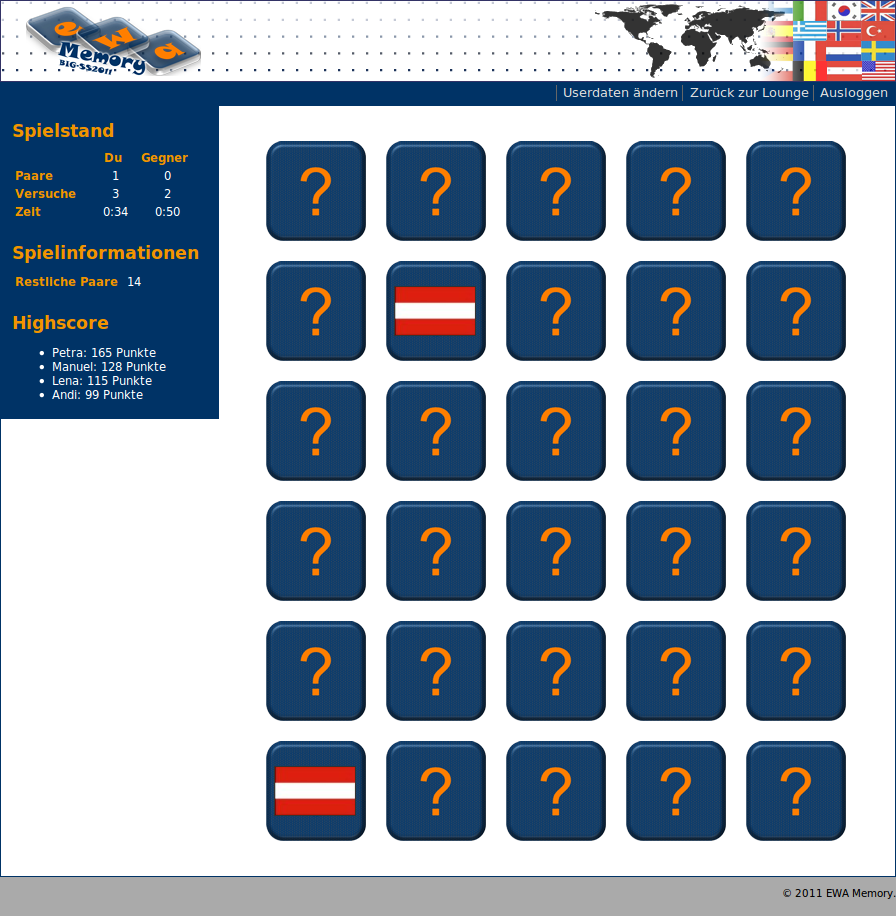 ewa
Memory
BIG-SS2011
Userdaten ändern
Zurück zur Lounge
Ausloggen
Spielstand
Du Gegner
Paare 1 0
Versuche 3 2
Zeit 0:34 0:50
Spielinformationen
Restliche Paare 14
Highscore
Petra: 165 Punkte
Manuel: 128 Punkte
Lena: 115 Punkte
Andi: 99 Punkte
? ? ? ? ?
? ? ? ?
? ? ? ? ?
? ? ? ? ?
? ? ? ? ?
? ? ? ?
© 2011 EWA Memory.